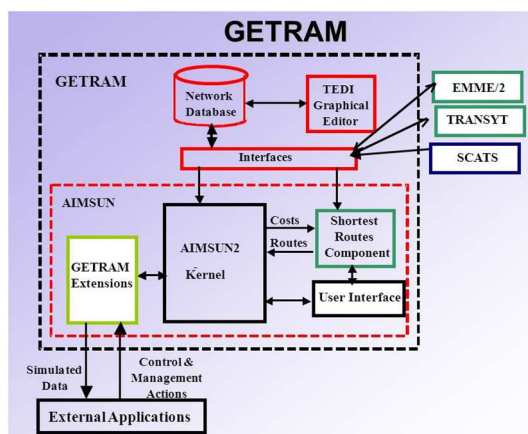 GETRAM
GETRAM
Network
Database
TEDI
Graphical
Editor
EMME/2
TRANSYT
SCATS
Interfaces
AIMSUN
GETRAM
Extensions
AIMSUN2
Kernel
Costs
Routes
Shortest
Routes
Component
User Interface
Simulated
Data
Control &
Management
Actions
External Applications